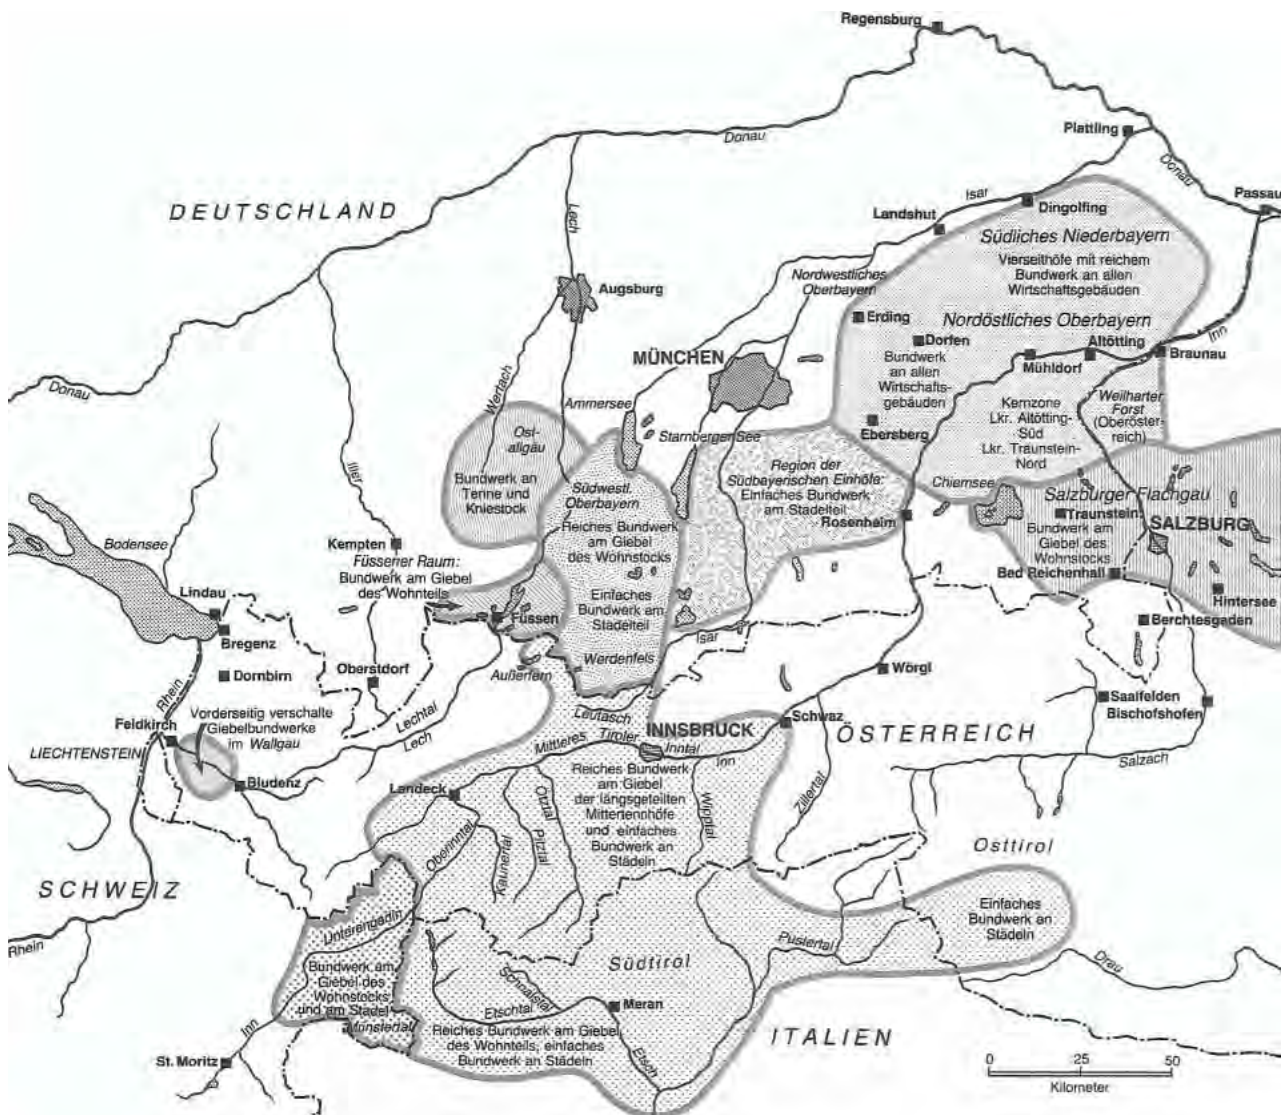 Regensburg
Plattling
Donau
Donau
Passau
DEUTSCHLAND
Lech
Isar
Dingolfing
Landshut
Südliches Niederbayern
Vierseithöfe mit reichem
Bundwerk an allen
Wirtschaftsgebäuden
Nordwestliches
Oberbayern
Augsburg
Erding
Nordöstliches Oberbayern
Inn
Dorfen
Altötting
Braunau
MÜNCHEN
Bundwerk
an allen
Wirtschafts-
gebäuden
Mühldorf
Donau
Wertach
Ammersee
Kernzone
Lkr. Altötting-
Süd
Lkr. Traunstein-
Nord
Weilharter
Forst
(Oberöster-
reich)
Ost-
allgäu
Starnberger See
Ebersberg
Iller
Bundwerk an
Tenne und
Kniestock
Südwestl.
Oberbayern
Region der
Südbayerischen Einhöfe:
Einfaches Bundwerk
am Stadelteil
Chiemsee
Salzburger Flachgau
Rosenheim
Traunstein
SALZBURG
Reiches Bundwerk
am Giebel
des Wohnstocks
Bundwerk am
Giebel des
Wohnstocks
Bodensee
Kempten
Füssener Raum:
Bundwerk am Giebel
des Wohnteils
Bad Reichenhall
Hintersee
Lindau
Einfaches
Bundwerk am
Stadelteil
Füssen
Berchtesgaden
Bregenz
Isar
Werdenfels
Dornbirn
Oberstdorf
Außerfern
Wörgl
Saalfelden
Bischofshofen
Rhein
Vorderseitig verschalte
Giebelbundwerke
im Wallgau
Lechtal
Lech
Leutasch
Feldkirch
INNSBRUCK
Schwaz
ÖSTERREICH
LIECHTENSTEIN
Mittleres Tiroler Inntal
Inn
Salzach
Bludenz
Landeck
Reiches Bundwerk
am Giebel
der längsgeteilten
Mittertennhöfe
und einfaches
Bundwerk an
Städeln
Ötztal
Pitztal
Kaunertal
Oberinntal
Wipptal
Zillertal
Osttirol
SCHWEIZ
Einfaches
Bundwerk an
Städeln
Rhein
Unterengadin
Pustertal
Drau
Südtirol
Bundwerk am
Giebel des
Wohnstocks
und am Stadel
Schnalstal
Meran
Etschtal
Münstertal
Inn
Reiches Bundwerk am Giebel
des Wohnteils, einfaches
Bundwerk an Städeln
Etsch
ITALIEN
St. Moritz
0 25 50
Kilometer